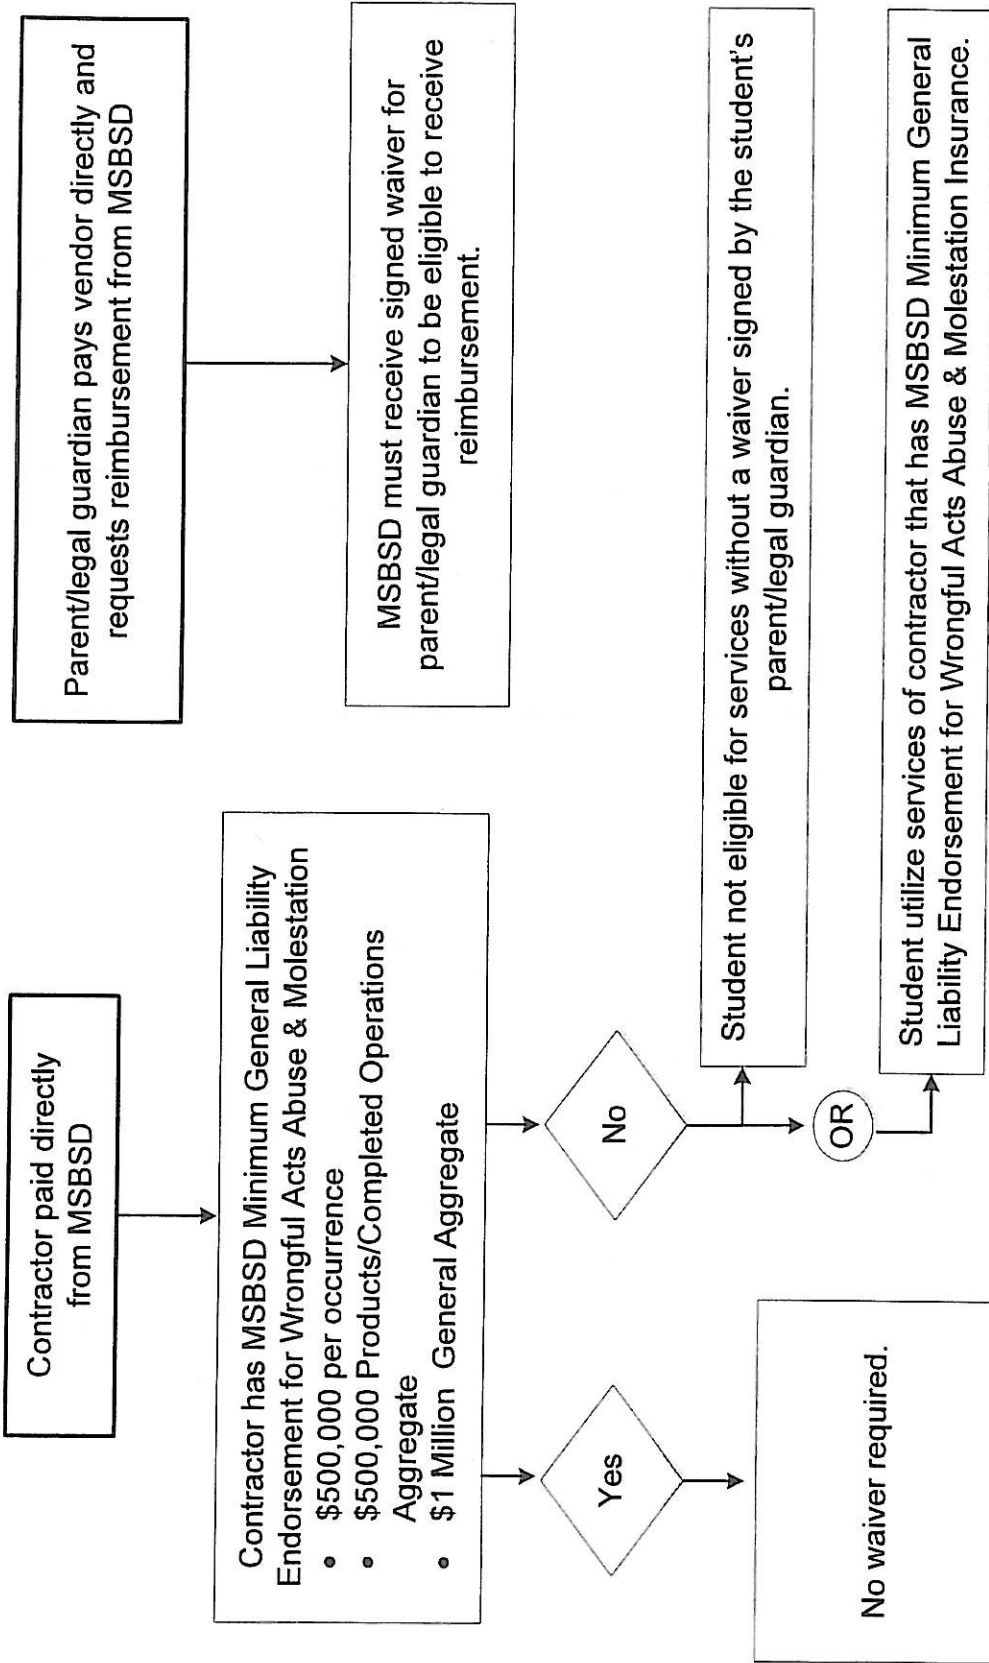 Contractor paid directly
from MSBSD
Contractor has MSBSD Minimum General Liability
Endorsement for Wrongful Acts Abuse & Molestation
• $500,000 per occurrence
• $500,000 Products/Completed Operations
Aggregate
• $1 Million General Aggregate
Yes
No waiver required.
No
Student not eligible for services without a waiver signed by the student's
parent/legal guardian.
OR
Student utilize services of contractor that has MSBSD Minimum General
Liability Endorsement for Wrongful Acts Abuse & Molestation Insurance.
Parent/legal guardian pays vendor directly and
requests reimbursement from MSBSD
MSBSD must receive signed waiver for
parent/legal guardian to be eligible to receive
reimbursement.